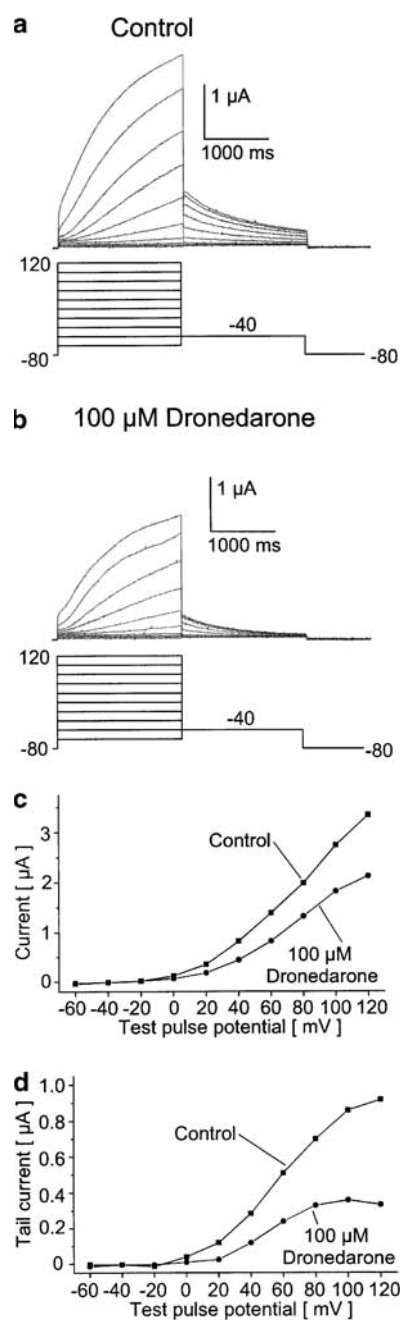 a
Control
1 µA
1000 ms
120
-40
-80
-80
b
100 µM Dronedarone
1 µA
1000 ms
120
-40
-80
-80
c
Current [ µA ]
3
2
1
0
Control
100 µM
Dronedarone
-60 -40 -20 0 20 40 60 80 100 120
Test pulse potential [ mV ]
d
Tail current [ µA ]
1.0
0.8
0.6
0.4
0.2
0
Control
100 µM
Dronedarone
-60 -40 -20 0 20 40 60 80 100 120
Test pulse potential [ mV ]